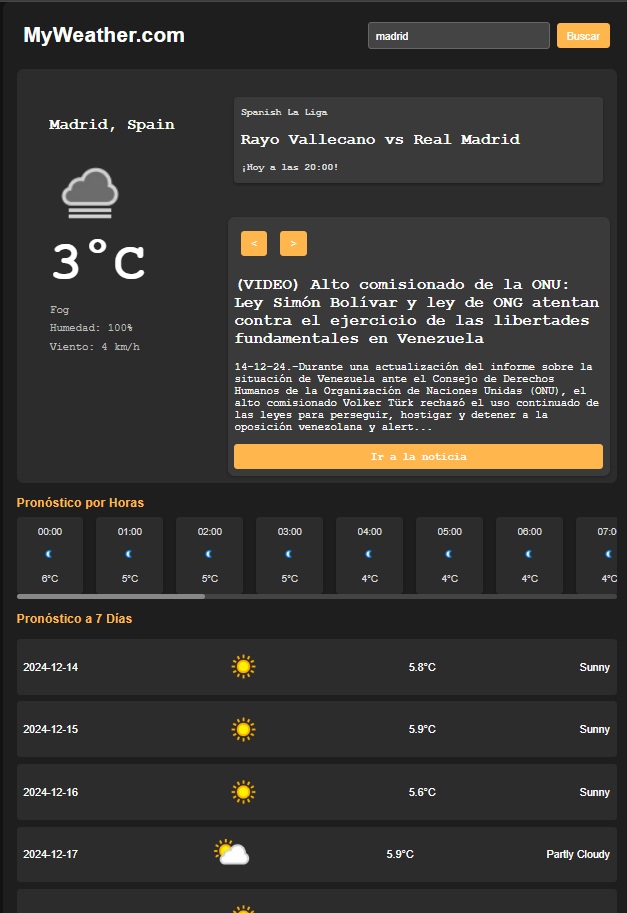 MyWeather.com
madrid
Buscar
Madrid, Spain
3°C
Fog
Humedad: 100%
Viento: 4 km/h
Spanish La Liga
Rayo Vallecano vs Real Madrid
¡Hoy a las 20:00!
<
>
(VIDEO) Alto comisionado de la ONU:
Ley Simón Bolívar y ley de ONG atentan
contra el ejercicio de las libertades
fundamentales en Venezuela
14-12-24.-Durante una actualización del informe sobre la
situación de Venezuela ante el Consejo de Derechos
Humanos de la Organización de Naciones Unidas (ONU), el
alto comisionado Volker Türk rechazó el uso continuado de
las leyes para perseguir, hostigar y detener a la
oposición venezolana y alert...
Ir a la noticia
Pronóstico por Horas
00:00 01:00 02:00 03:00 04:00 05:00 06:00 07:0
6°C 5°C 5°C 5°C 4°C 4°C 4°C 4°C
Pronóstico a 7 Días
2024-12-14 5.8°C Sunny
2024-12-15 5.9°C Sunny
2024-12-16 5.6°C Sunny
2024-12-17 5.9°C Partly Cloudy